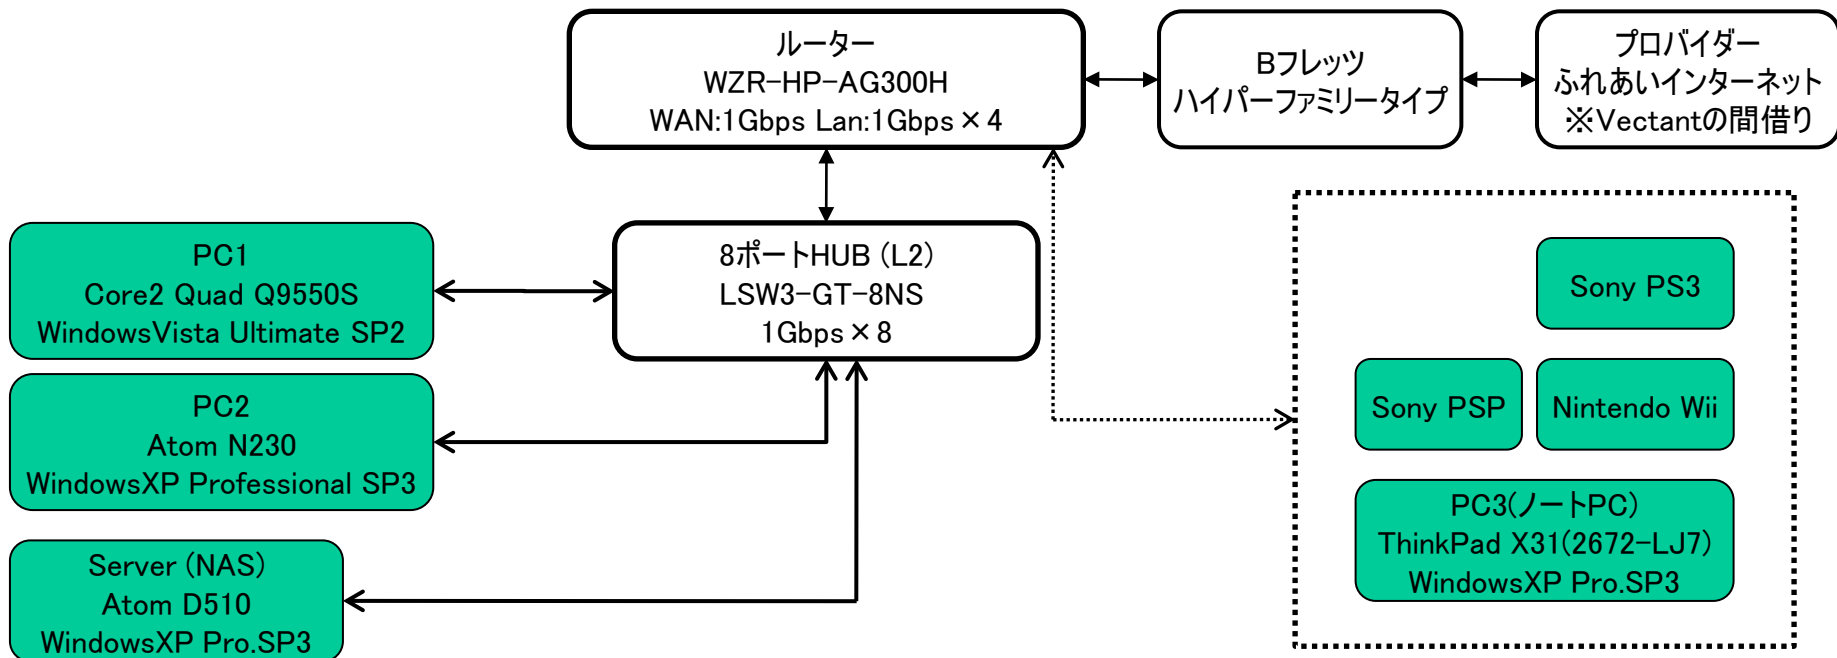 ルーター
WZR-HP-AG300H
WAN:1Gbps Lan:1Gbps×4
Bフレッツ
ハイパーファミリータイプ
プロバイダー
ふれあいインターネット
※Vectantの間借り
PC1
Core2 Quad Q9550S
WindowsVista Ultimate SP2
8ポートHUB (L2)
LSW3-GT-8NS
1Gbps×8
PC2
Atom N230
WindowsXP Professional SP3
Server (NAS)
Atom D510
WindowsXP Pro.SP3
Sony PS3
Sony PSP
Nintendo Wii
PC3(ノートPC)
ThinkPad X31(2672-LJ7)
WindowsXP Pro.SP3